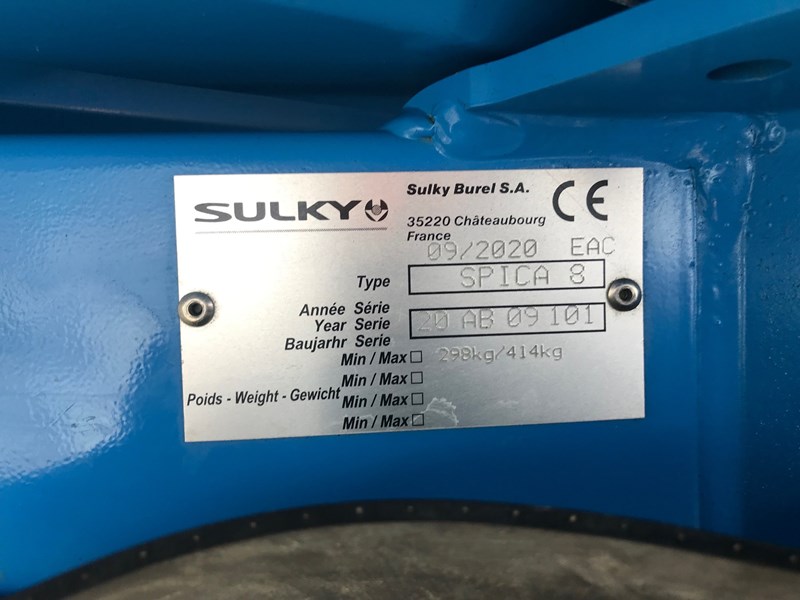 SULKY
Sulky Burel S.A.
CE
35220 Châteaubourg
France
09/2020 EAC
Type SPICA 8
Année Série
Year Serie 20 AB 09 101
Baujarhr Serie
Min / Max 298kg/414kg
Min / Max
Poids - Weight - Gewicht Min / Max
Min / Max